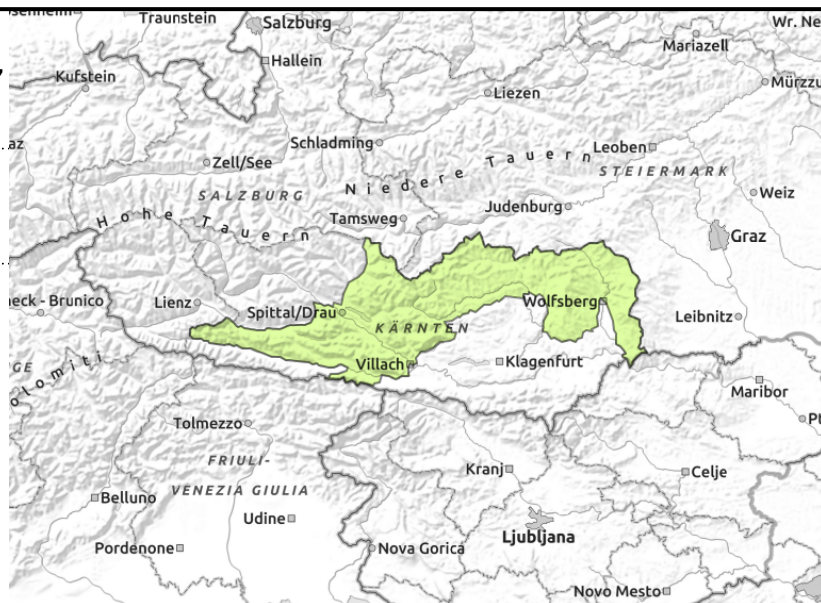 Traunstein
Salzburg
Wr. Ne
Mariazell
Hallein
Kufstein
Mürzzu
Liezen
Schladming
Leoben
Zell/See
Niedere Tauern
STEIERMARK
SALZBURG
Weiz
Judenburg
Tamsweg
Hohe Tauern
Graz
eck - Brunico
Lienz
Wolfsberg
Spittal/Drau
Leibnitz
KÄRNTEN
Villach
Klagenfurt
olomiti
Maribor
Tolmezzo
Pt
FRIULI-
VENEZIA GIULIA
Kranj
Celje
Belluno
Udine
Ljubljana
Pordenone
Nova Gorica
Novo Mesto